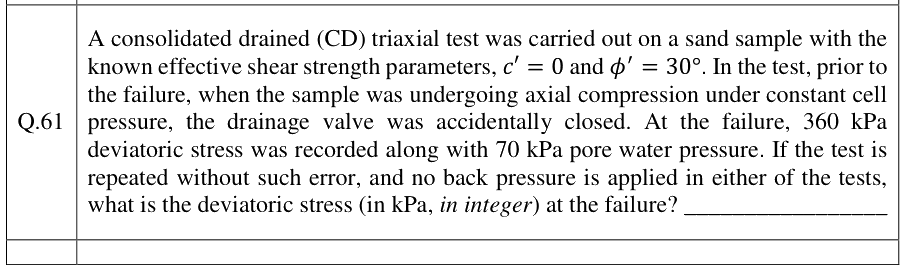 A consolidated drained (CD) triaxial test was carried out on a sand sample with the
known effective shear strength parameters, c′ = 0 and ϕ′ = 30°. In the test, prior to
the failure, when the sample was undergoing axial compression under constant cell
Q.61 pressure, the drainage valve was accidentally closed. At the failure, 360 kPa
deviatoric stress was recorded along with 70 kPa pore water pressure. If the test is
repeated without such error, and no back pressure is applied in either of the tests,
what is the deviatoric stress (in kPa, in integer) at the failure? ________________